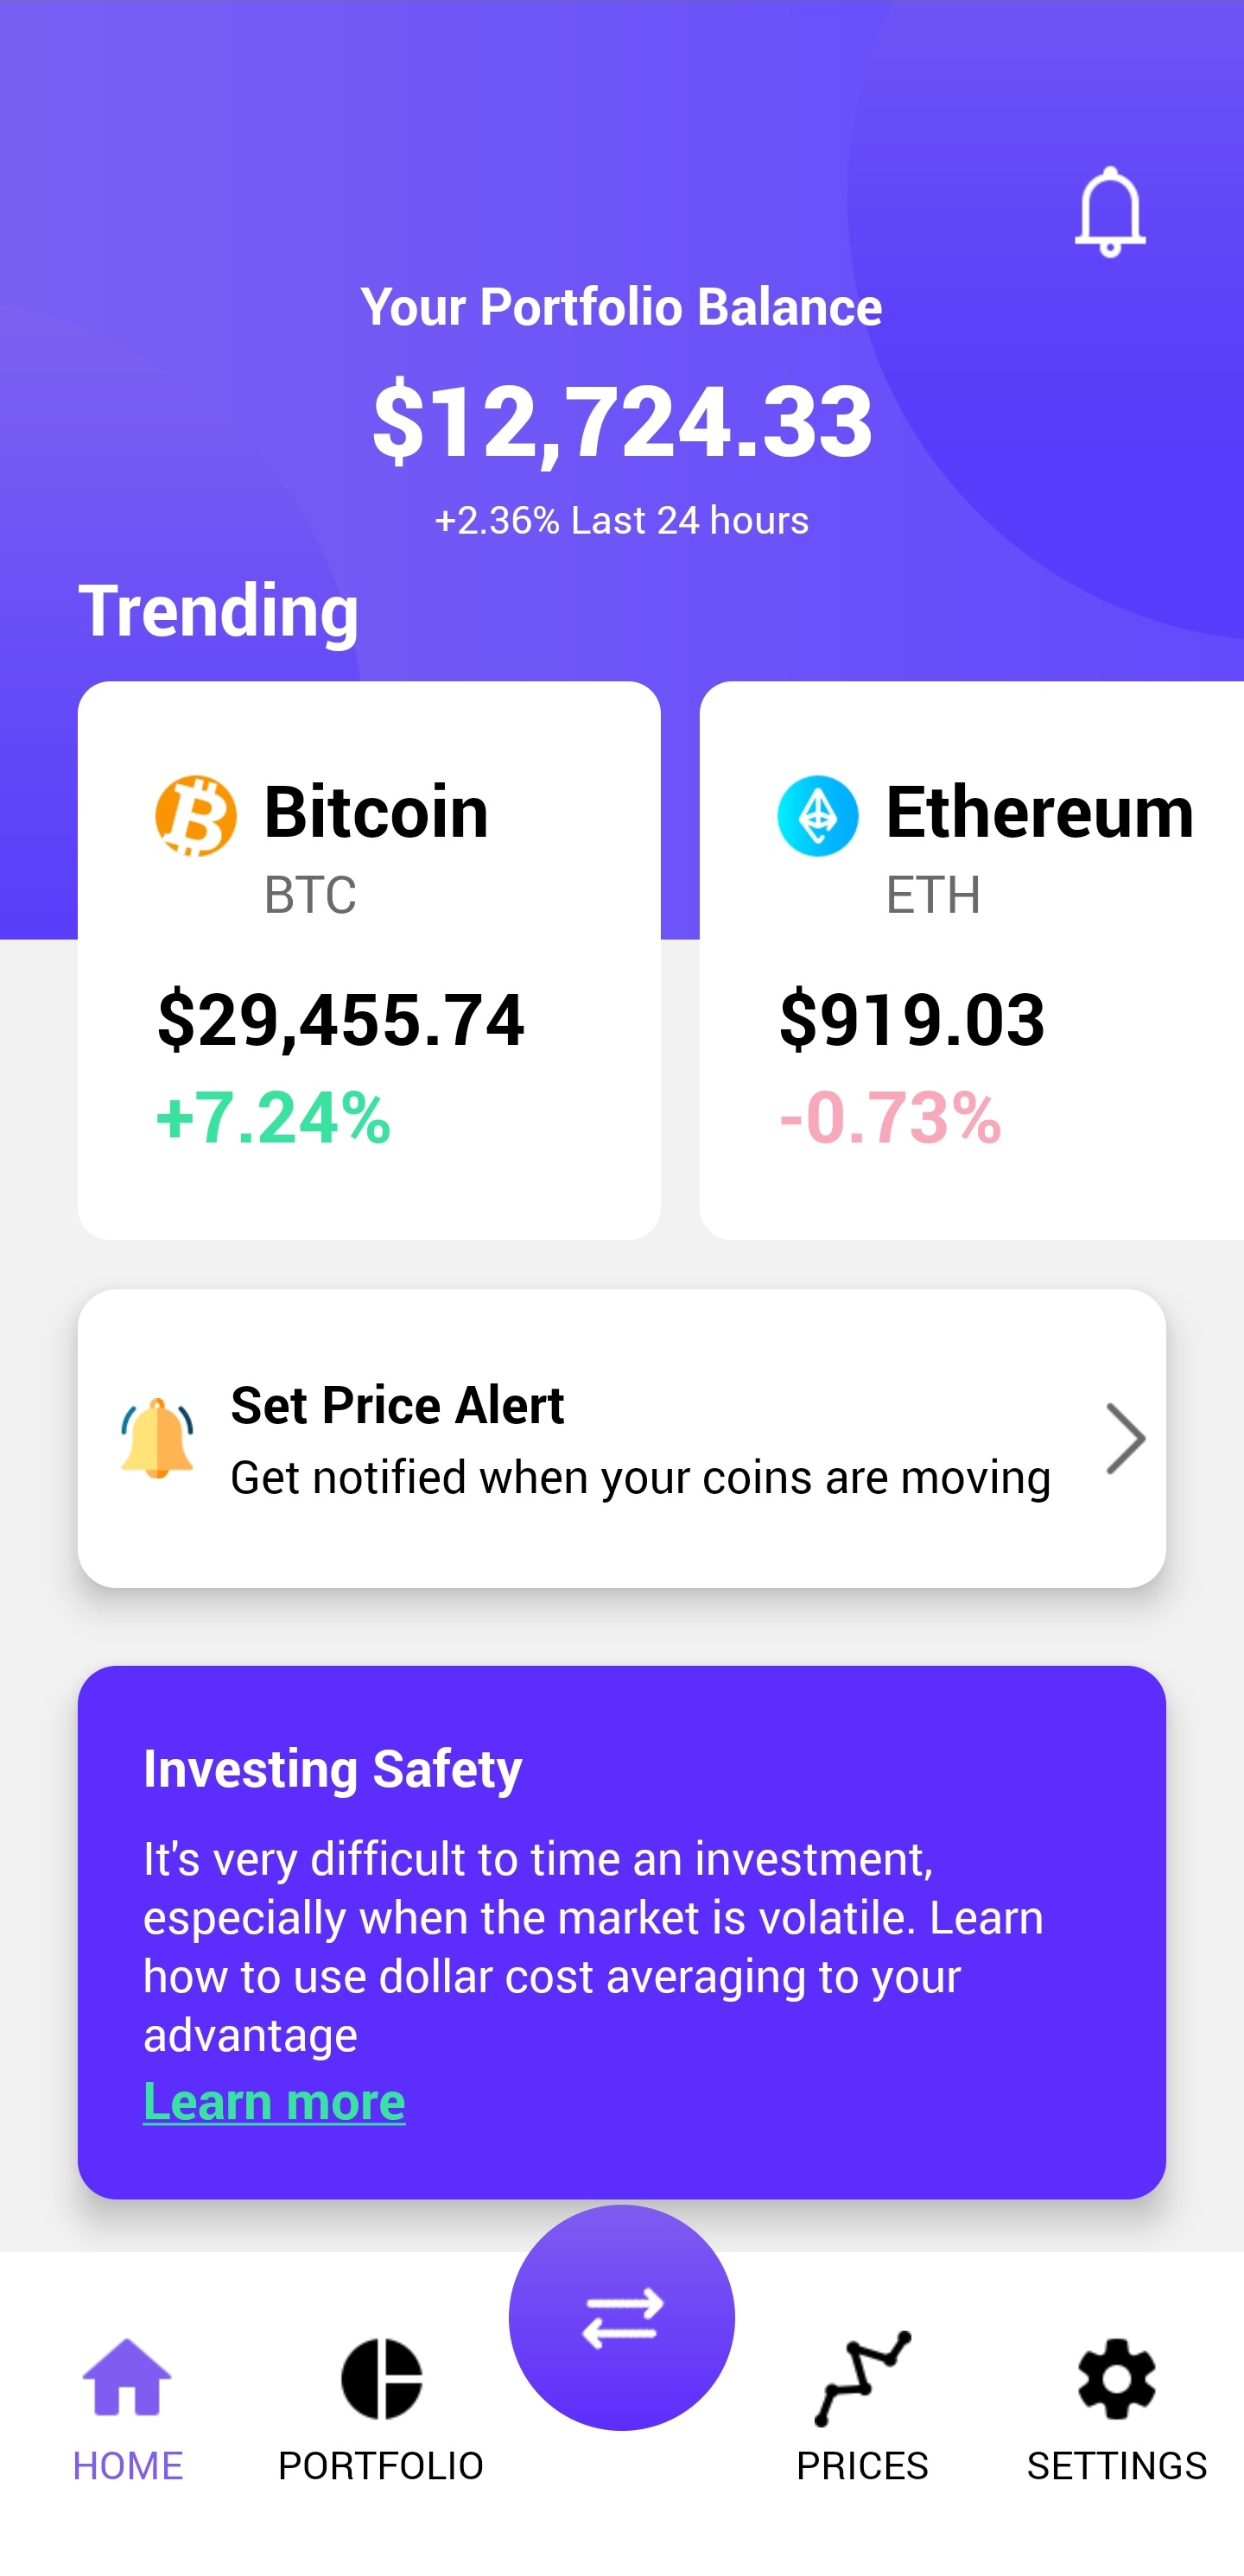 Your Portfolio Balance
$12,724.33
+2.36% Last 24 hours
Trending
Bitcoin
BTC
$29,455.74
+7.24%
Ethereum
ETH
$919.03
-0.73%
Set Price Alert
Get notified when your coins are moving
Investing Safety
It's very difficult to time an investment,
especially when the market is volatile. Learn
how to use dollar cost averaging to your
advantage
Learn more
HOME
PORTFOLIO
PRICES
SETTINGS